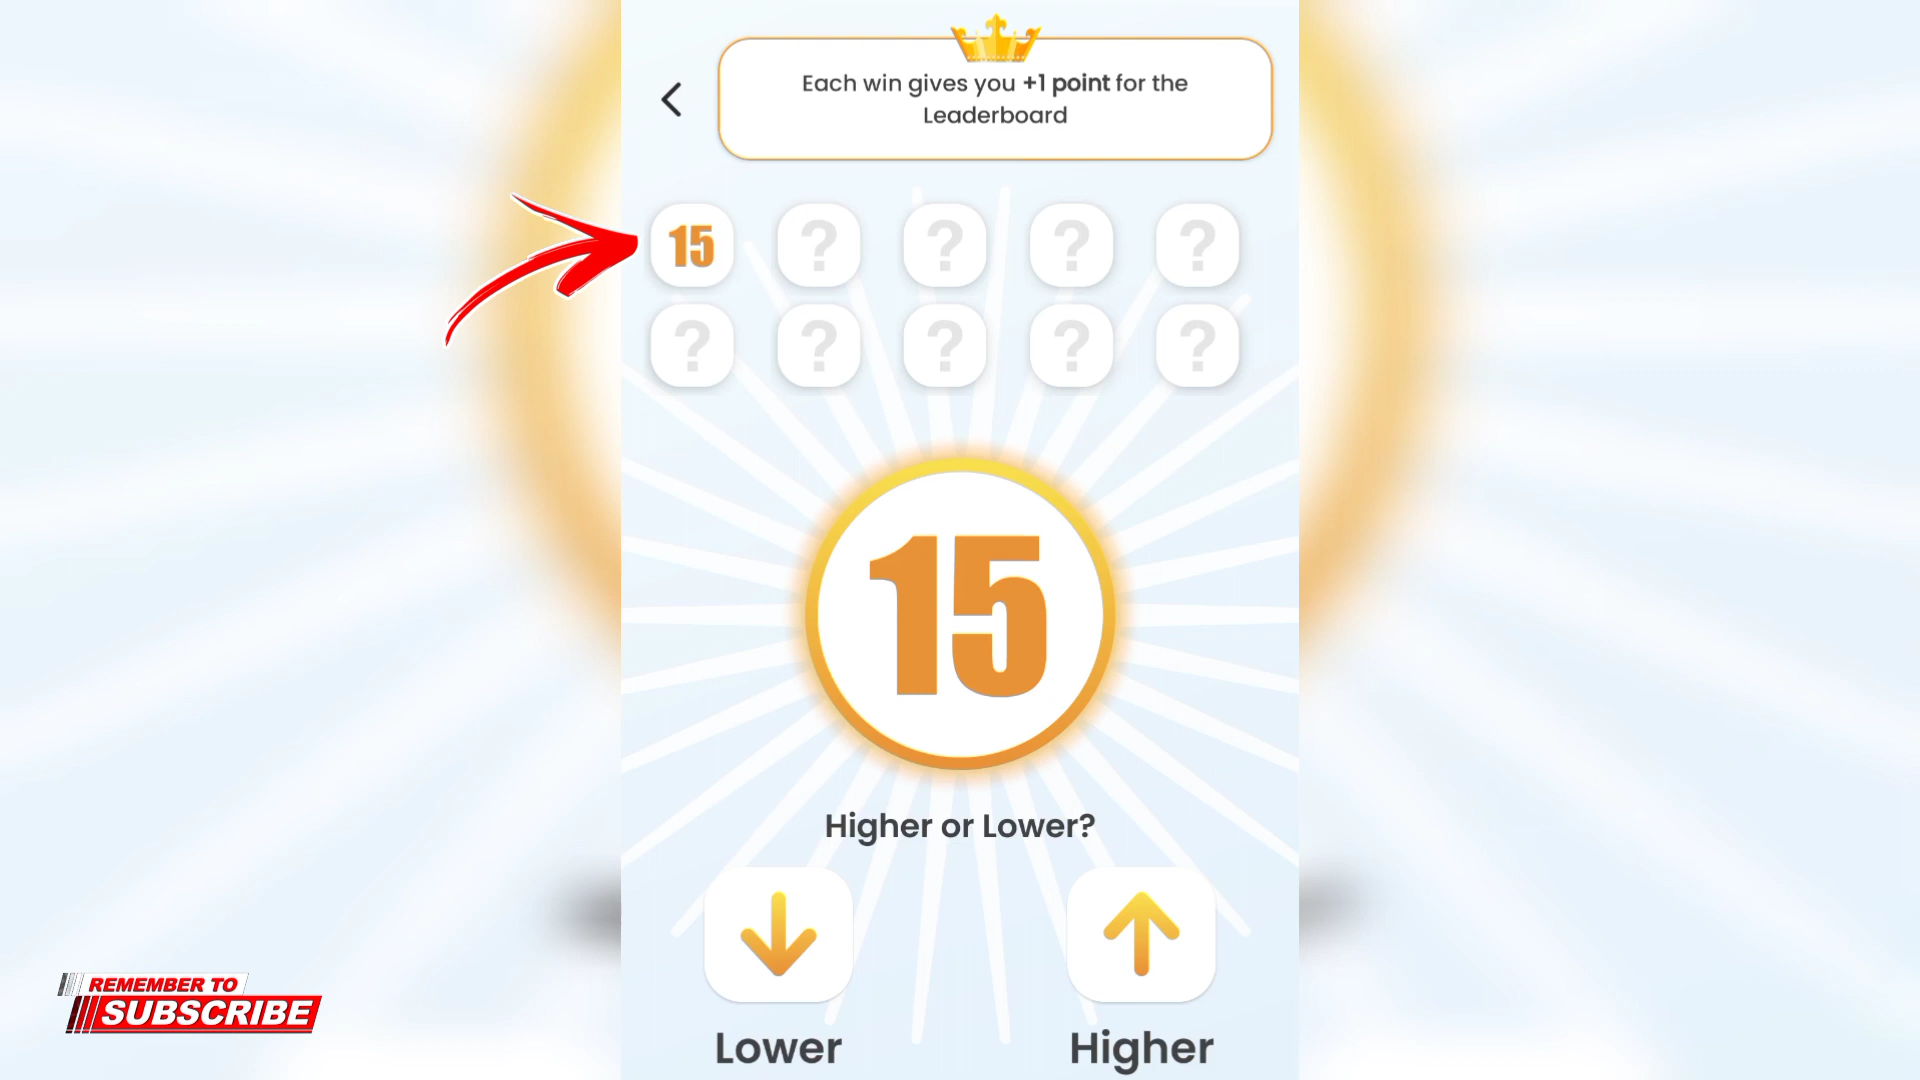 Each win gives you +1 point for the
Leaderboard
15 ? ? ? ?
? ? ? ? ?
15
Higher or Lower?
Lower Higher
REMEMBER TO
SUBSCRIBE